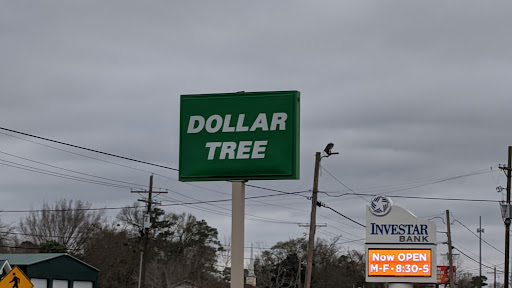 DOLLAR
TREE
INVESTAR
BANK
Now OPEN
M-F - 8:30-5